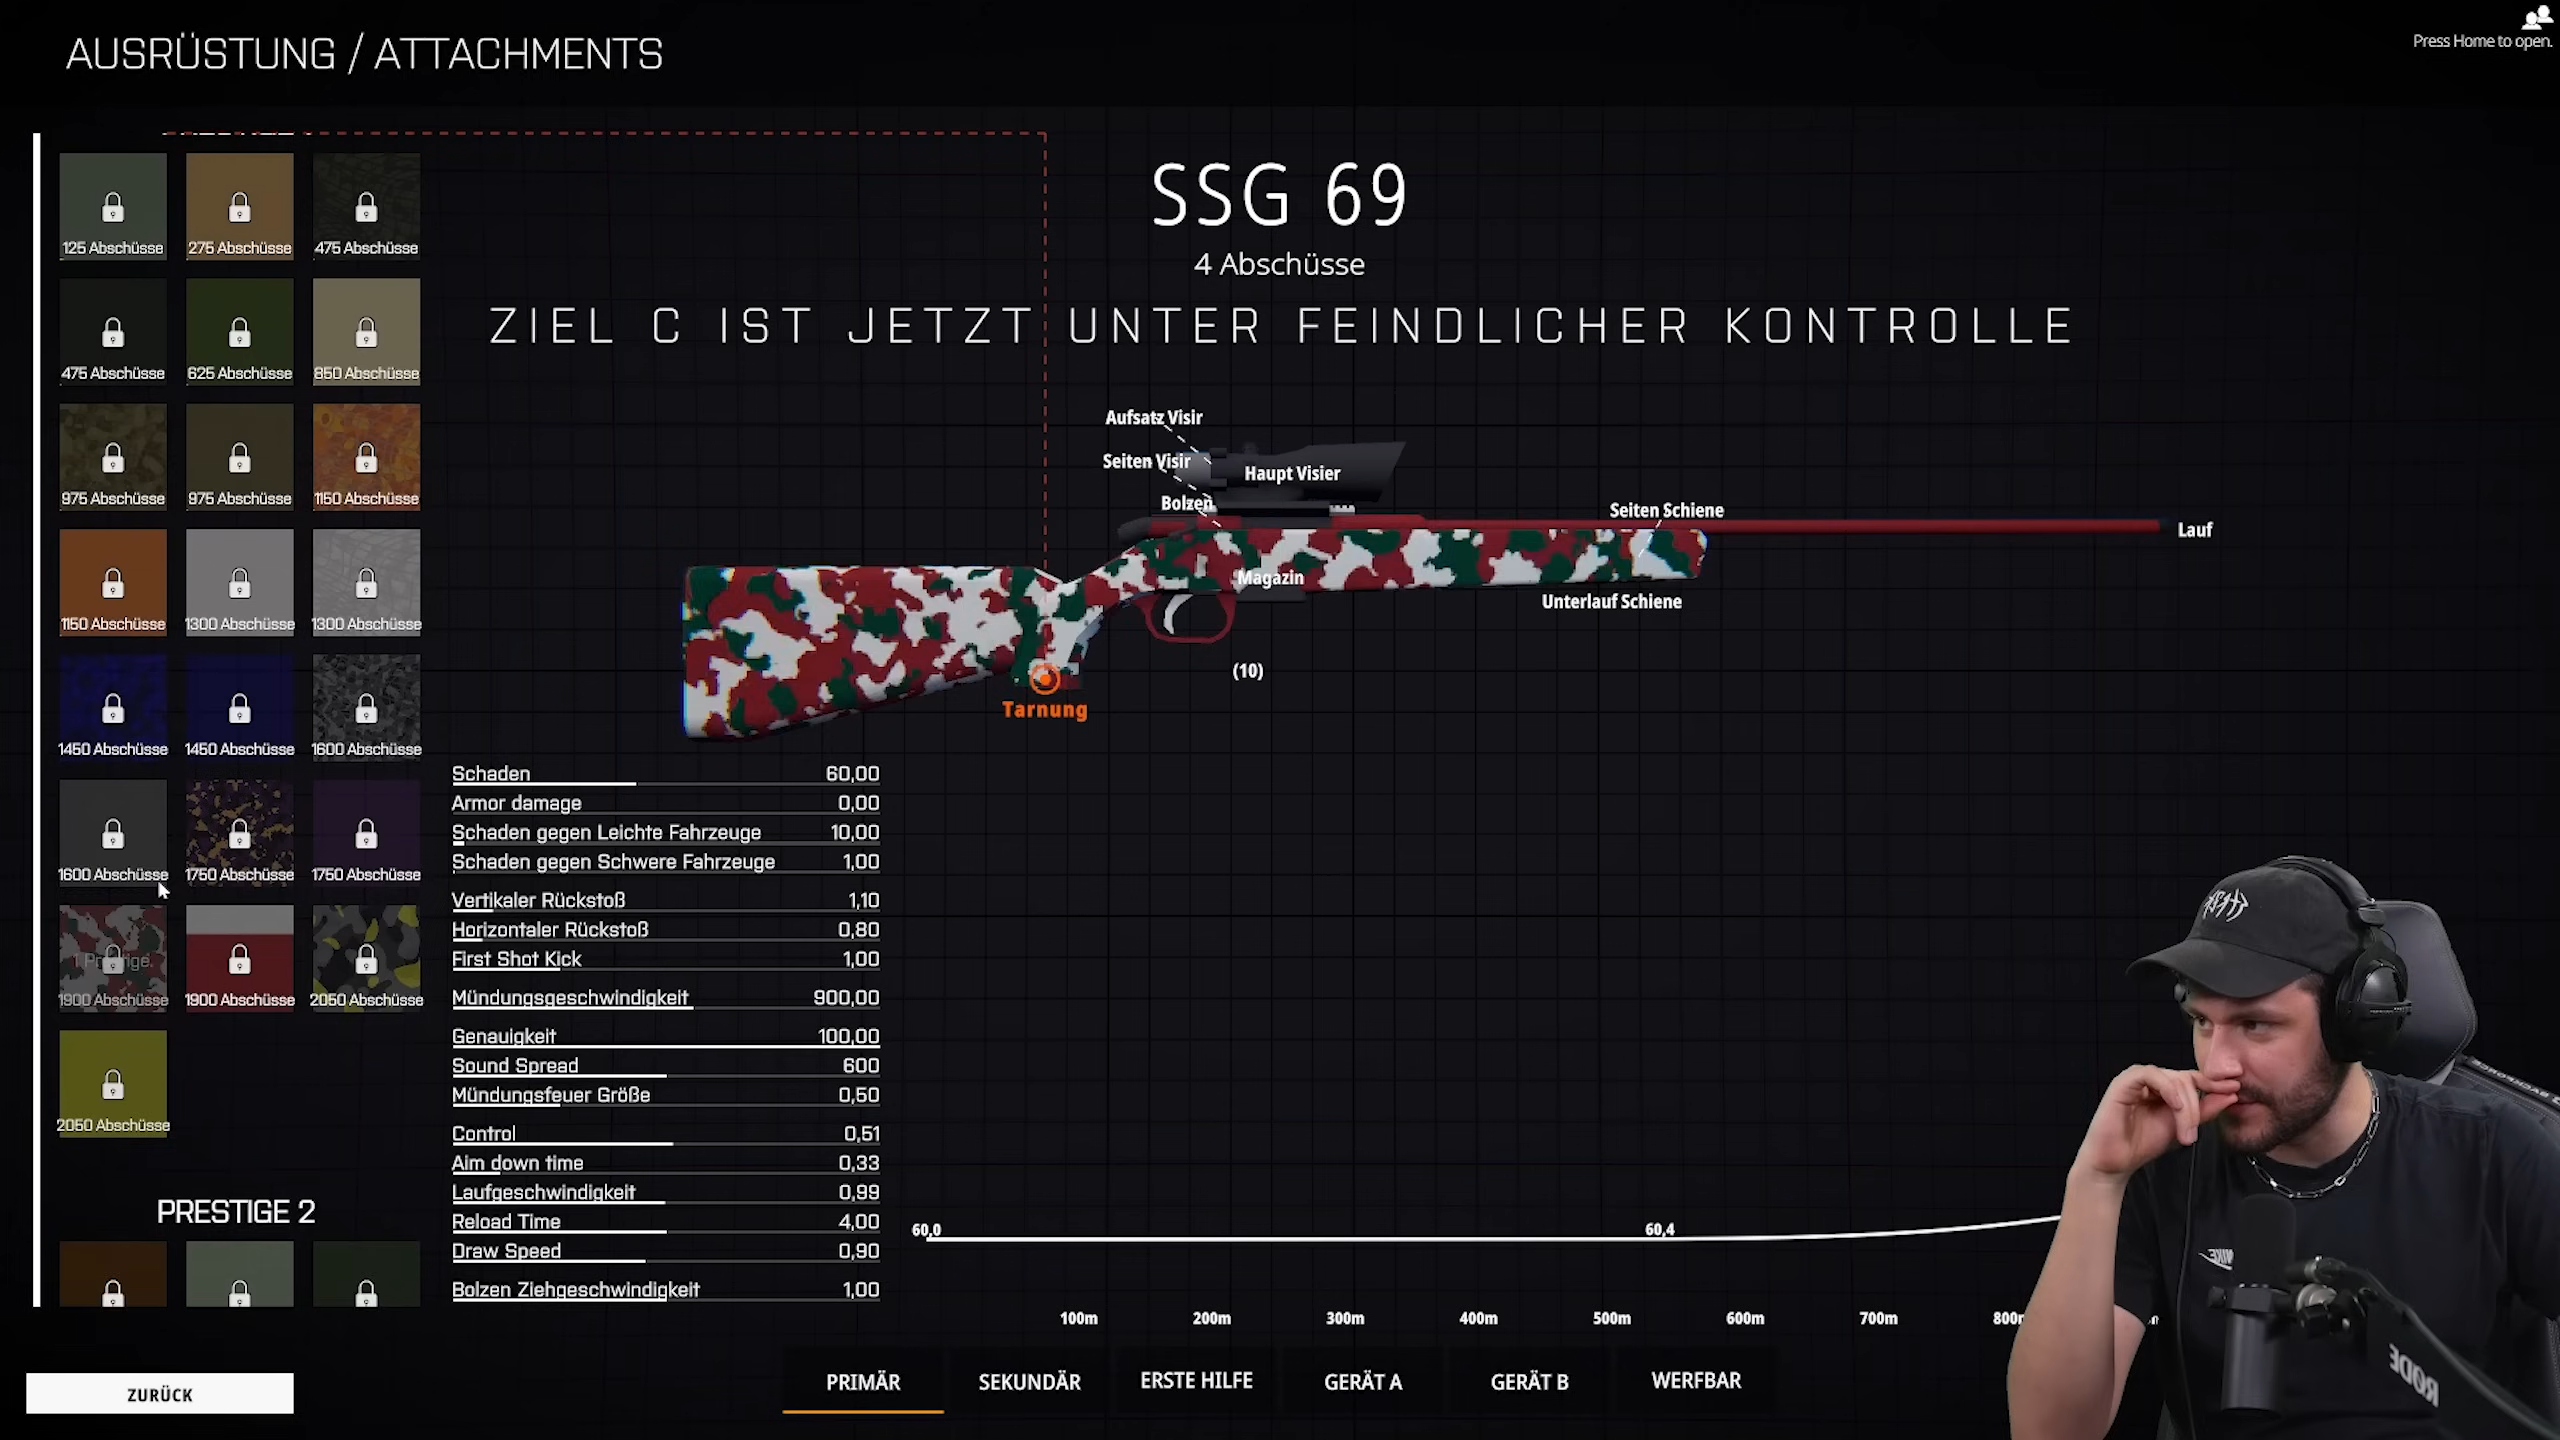 AUSRÜSTUNG / ATTACHMENTS
Press Home to open.
125 Abschüsse
275 Abschüsse
475 Abschüsse
475 Abschüsse
625 Abschüsse
850 Abschüsse
975 Abschüsse
975 Abschüsse
1150 Abschüsse
1150 Abschüsse
1300 Abschüsse
1300 Abschüsse
1450 Abschüsse
1450 Abschüsse
1600 Abschüsse
1600 Abschüsse
1750 Abschüsse
1750 Abschüsse
1900 Abschüsse
1900 Abschüsse
2050 Abschüsse
2050 Abschüsse
PRESTIGE 2
ZURÜCK
SSG 69
4 Abschüsse
ZIEL C IST JETZT UNTER FEINDLICHER KONTROLLE
Aufsatz Visir
Seiten Visir
Haupt Visier
Bolzen
Seiten Schiene
Lauf
Magazin
Unterlauf Schiene
(10)
Tarnung
Schaden 60,00
Armor damage 0,00
Schaden gegen Leichte Fahrzeuge 10,00
Schaden gegen Schwere Fahrzeuge 1,00
Vertikaler Rückstoß 1,10
Horizontaler Rückstoß 0,80
First Shot Kick 1,00
Mündungsgeschwindigkeit 900,00
Genauigkeit 100,00
Sound Spread 600
Mündungsfeuer Größe 0,50
Control 0,51
Aim down time 0,33
Laufgeschwindigkeit 0,99
Reload Time 4,00
Draw Speed 0,90
Bolzen Ziehgeschwindigkeit 1,00
60,0
60,4
100m 200m 300m 400m 500m 600m 700m
PRIMÄR SEKUNDÄR ERSTE HILFE GERÄT A GERÄT B WERFBAR
RØDE